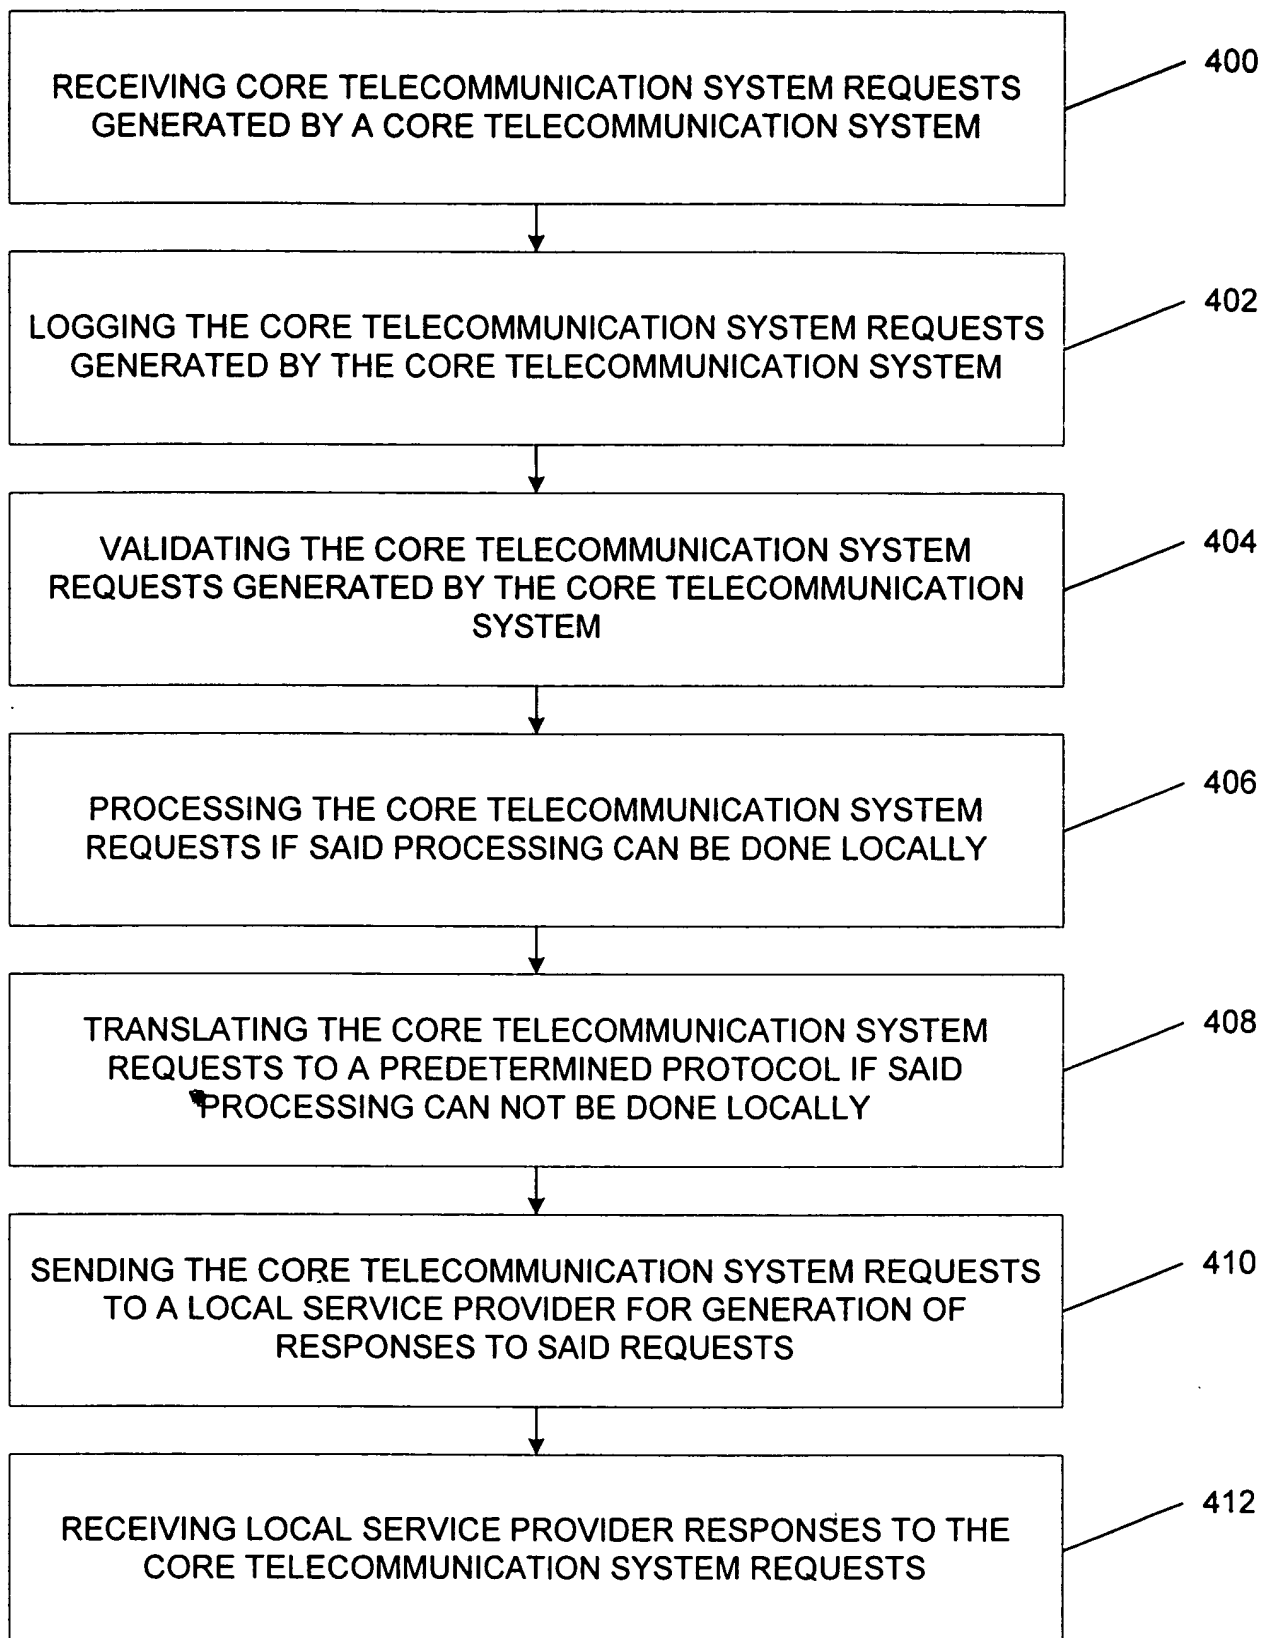 RECEIVING CORE TELECOMMUNICATION SYSTEM REQUESTS
GENERATED BY A CORE TELECOMMUNICATION SYSTEM
400
LOGGING THE CORE TELECOMMUNICATION SYSTEM REQUESTS
GENERATED BY THE CORE TELECOMMUNICATION SYSTEM
402
VALIDATING THE CORE TELECOMMUNICATION SYSTEM
REQUESTS GENERATED BY THE CORE TELECOMMUNICATION
SYSTEM
404
PROCESSING THE CORE TELECOMMUNICATION SYSTEM
REQUESTS IF SAID PROCESSING CAN BE DONE LOCALLY
406
TRANSLATING THE CORE TELECOMMUNICATION SYSTEM
REQUESTS TO A PREDETERMINED PROTOCOL IF SAID
PROCESSING CAN NOT BE DONE LOCALLY
408
SENDING THE CORE TELECOMMUNICATION SYSTEM REQUESTS
TO A LOCAL SERVICE PROVIDER FOR GENERATION OF
RESPONSES TO SAID REQUESTS
410
RECEIVING LOCAL SERVICE PROVIDER RESPONSES TO THE
CORE TELECOMMUNICATION SYSTEM REQUESTS
412